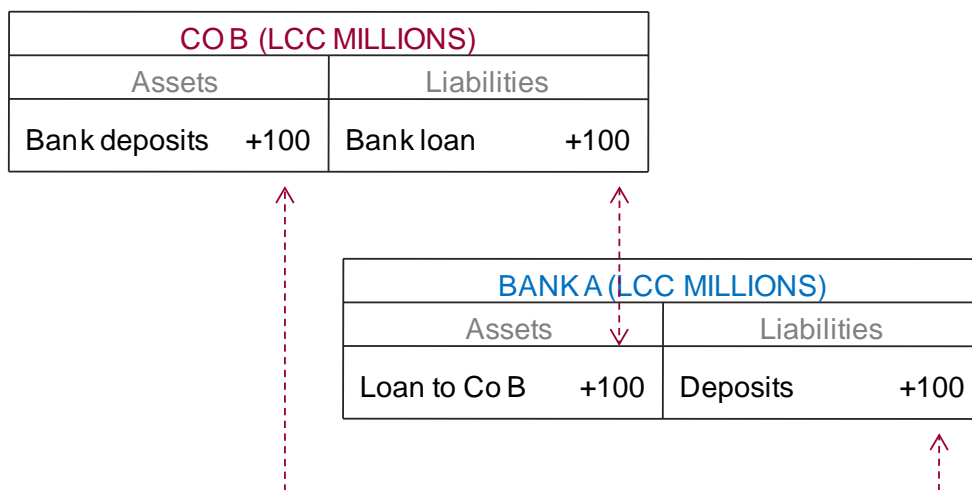 CO B (LCC MILLIONS)
Assets Liabilities
Bank deposits +100 Bank loan +100
BANK A (LCC MILLIONS)
Assets Liabilities
Loan to Co B +100 Deposits +100